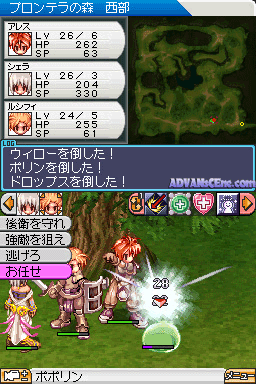 プロンテラの森 西部
アレス
LV 26/ 6
HP 262
SP 63
シェラ
LV 26/ 3
HP 204
SP 330
ルシフィ
LV 24/ 5
HP 255
SP 61
LOG
ウィローを倒した！
ポリンを倒した！
ドロップスを倒した！
ADVANsCENE.com
後衛を守れ
強敵を狙え
逃げろ
お任せ
28
ポポリン
メニュー